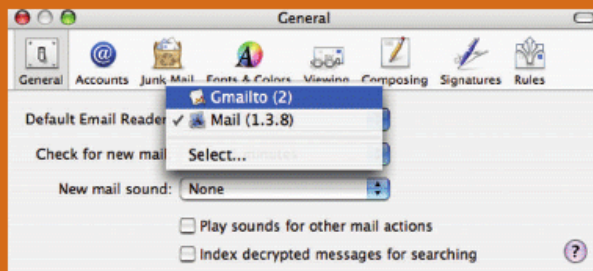 General
General Accounts Junk Mail Fonts & Colors Viewing Composing Signatures Rules
Gmailto (2)
Default Email Reader ✓ Mail (1.3.8)
Check for new mail Select...
New mail sound: None
Play sounds for other mail actions
Index decrypted messages for searching ?